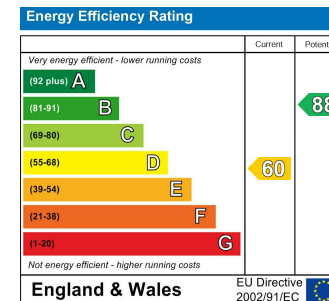 Energy Efficiency Rating
Current
Very energy efficient - lower running costs
(92 plus) A
(81-91) B
88
(69-80) C
(55-68) D
60
(39-54) E
(21-38) F
(1-20) G
Not energy efficient - higher running costs
England & Wales
EU Directive
2002/91/EC